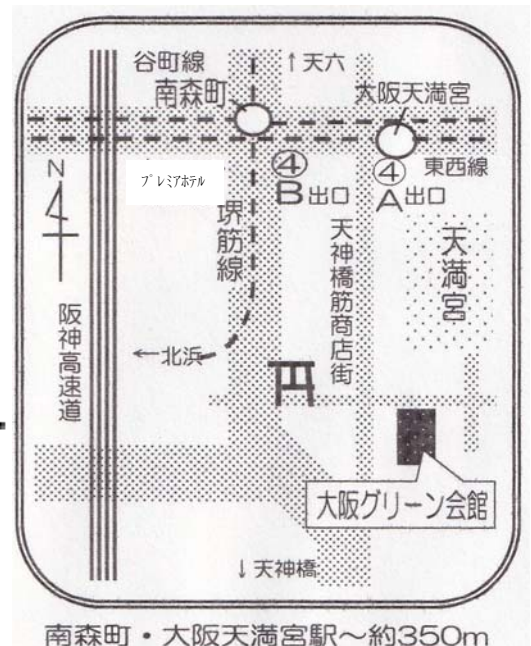 谷町線
↑天六
南森町
大阪天満宮
N
プレミアホテル
④
B出口
④
A出口
東西線
堺筋線
天神橋筋商店街
天満宮
阪神高速道
←北浜
大阪グリーン会館
↓天神橋
南森町・大阪天満宮駅～約350m